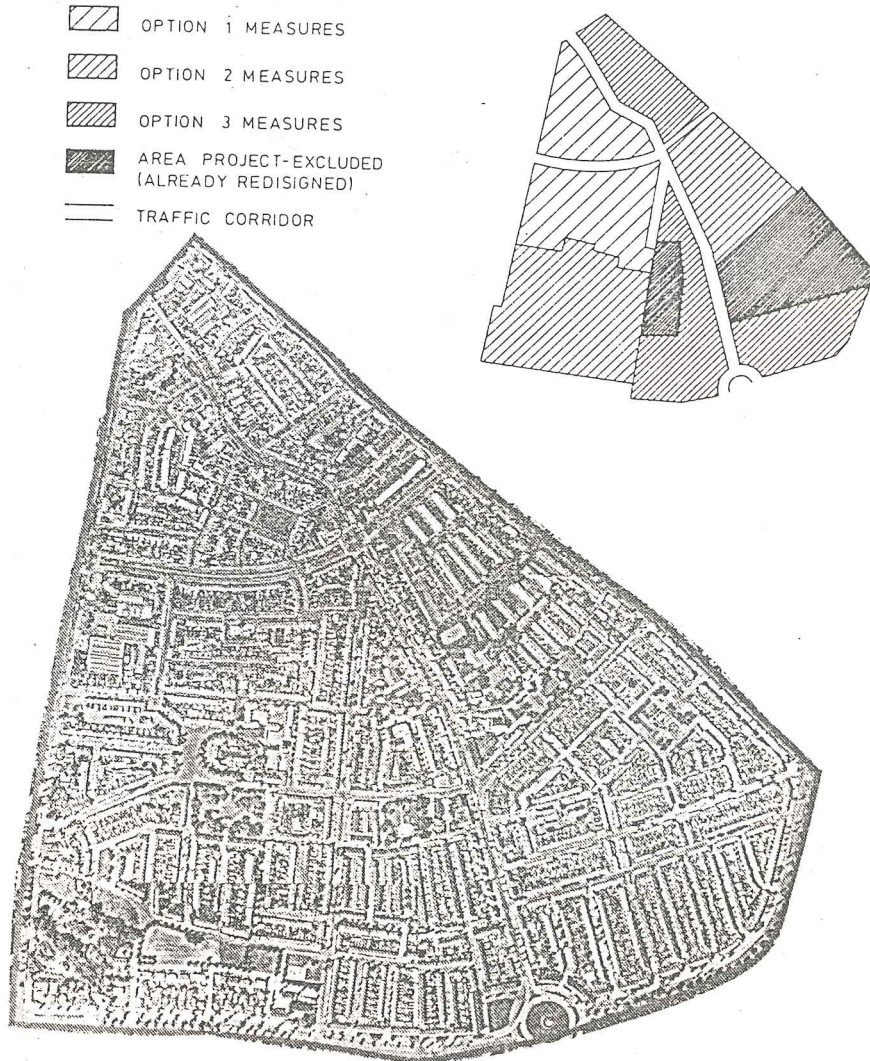 OPTION 1 MEASURES
OPTION 2 MEASURES
OPTION 3 MEASURES
AREA PROJECT-EXCLUDED
(ALREADY REDISIGNED)
TRAFFIC CORRIDOR